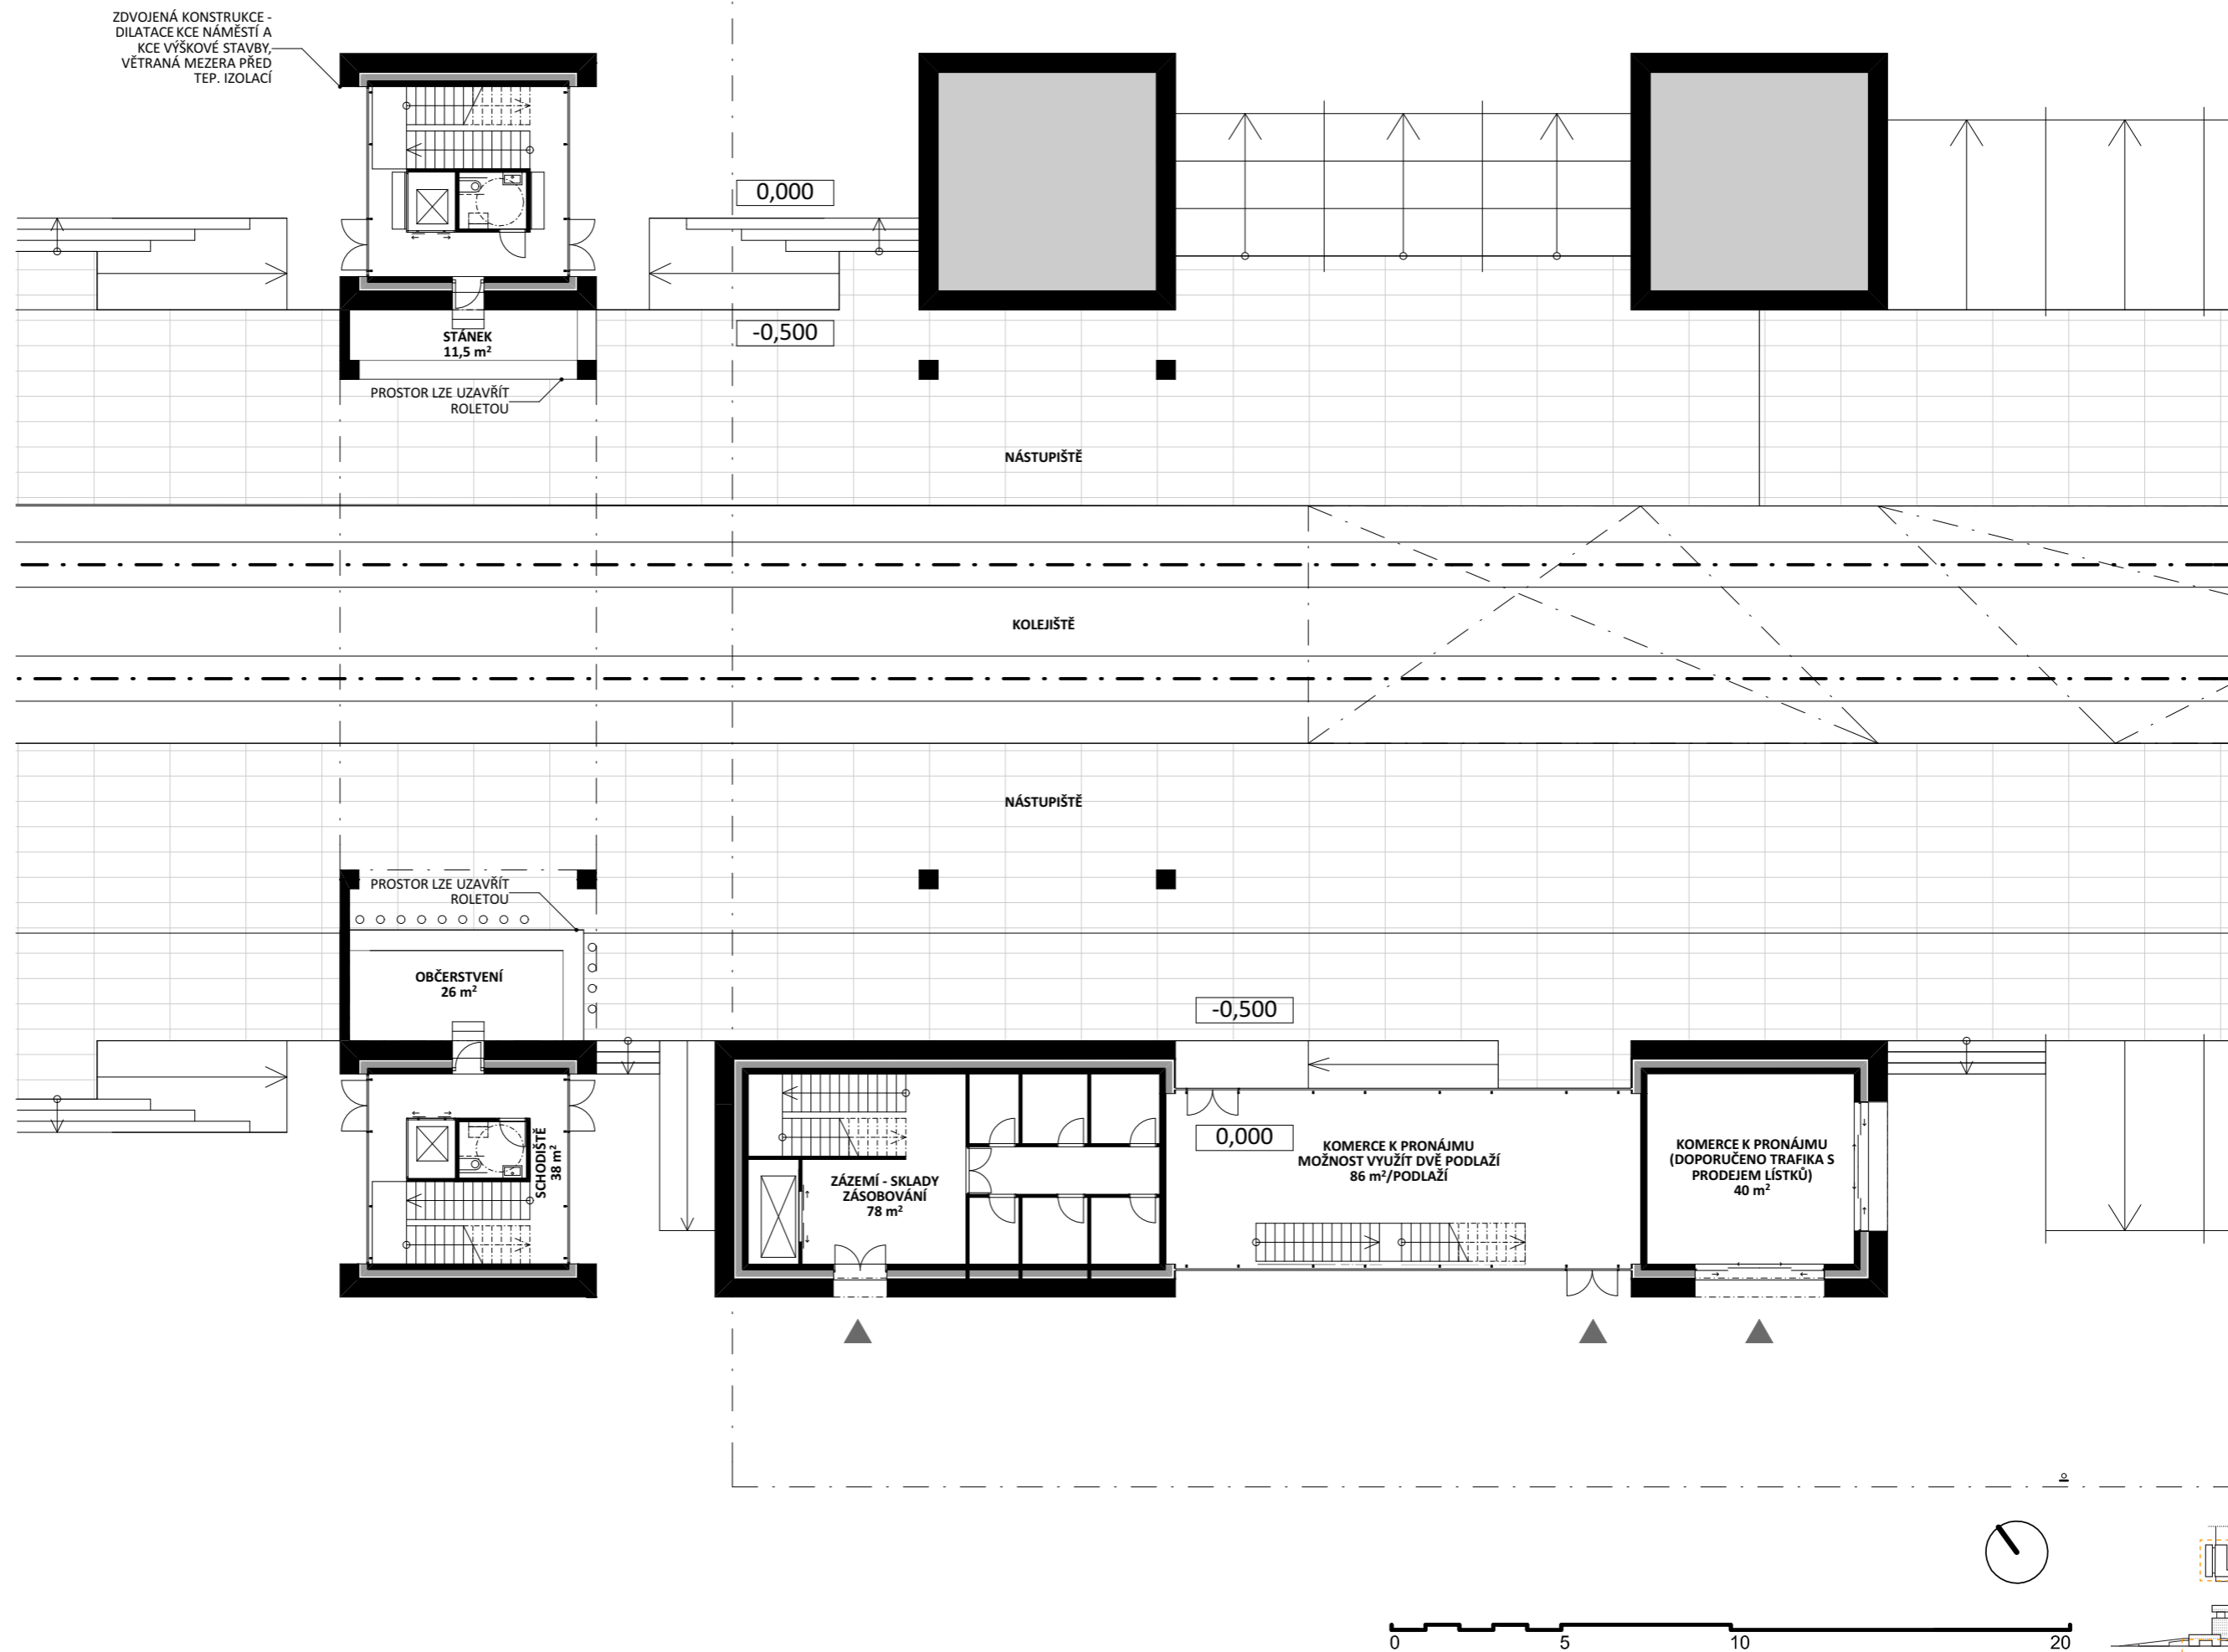 ZDVOJENÁ KONSTRUKCE -
DILATACE KCE NÁMĚSTÍ A
KCE VÝŠKOVÉ STAVBY,
VĚTRANÁ MEZERA PŘED
TEP. IZOLACÍ
0,000
-0,500
STÁNEK
11,5 m²
PROSTOR LZE UZAVŘÍT
ROLETOU
NÁSTUPIŠTĚ
KOLEJIŠTĚ
NÁSTUPIŠTĚ
PROSTOR LZE UZAVŘÍT
ROLETOU
OBČERSTVENÍ
26 m²
-0,500
0,000
SCHODIŠTĚ
38 m²
ZÁZEMÍ - SKLADY
ZÁSOBOVÁNÍ
78 m²
KOMERCE K PRONÁJMU
MOŽNOST VYUŽÍT DVĚ PODLAŽÍ
86 m²/PODLAŽÍ
KOMERCE K PRONÁJMU
(DOPORUČENO TRAFIKA S
PRODEJEM LÍSTKŮ)
40 m²
0 5 10 20